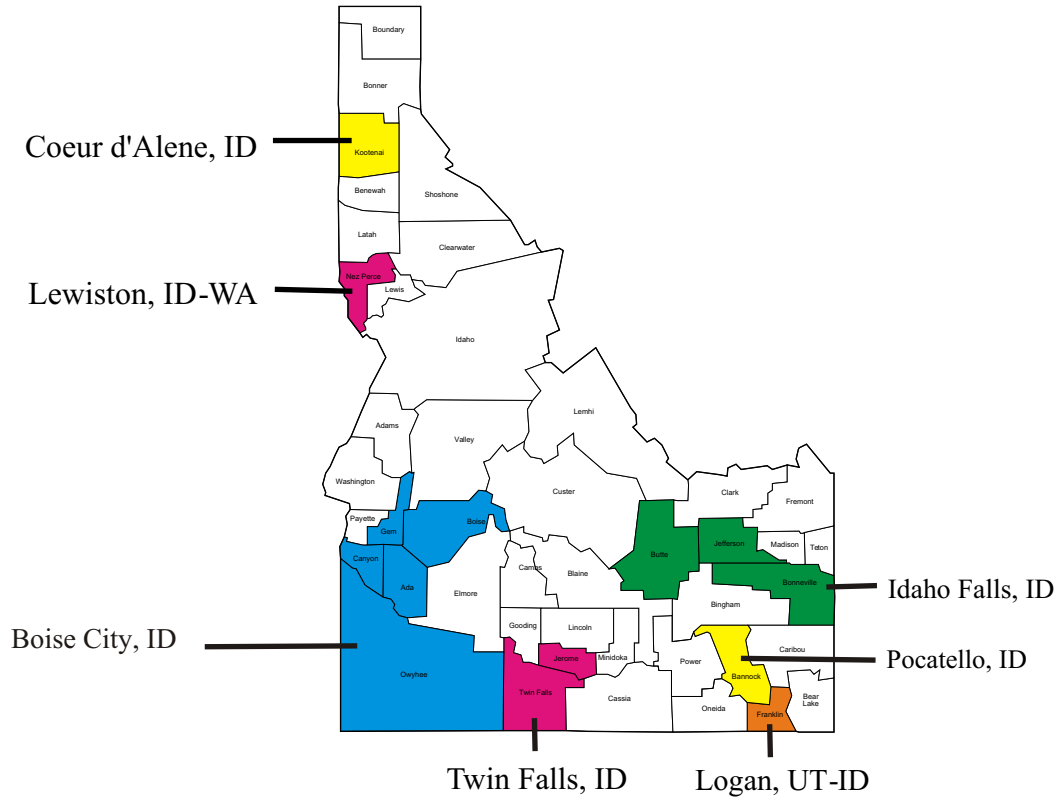 Boundary
Bonner
Coeur d'Alene, ID
Kootenai
Benewah
Shoshone
Latah
Clearwater
Nez Perce
Lewiston, ID-WA
Lewis
Idaho
Lemhi
Adams
Valley
Washington
Custer
Clark
Fremont
Payette
Gem
Boise
Jefferson
Madison
Teton
Canyon
Butte
Camas
Blaine
Ada
Bonneville
Idaho Falls, ID
Elmore
Bingham
Gooding
Lincoln
Boise City, ID
Jerome
Minidoka
Power
Caribou
Pocatello, ID
Owyhee
Bannock
Twin Falls
Cassia
Bear
Lake
Oneida
Franklin
Twin Falls, ID
Logan, UT-ID